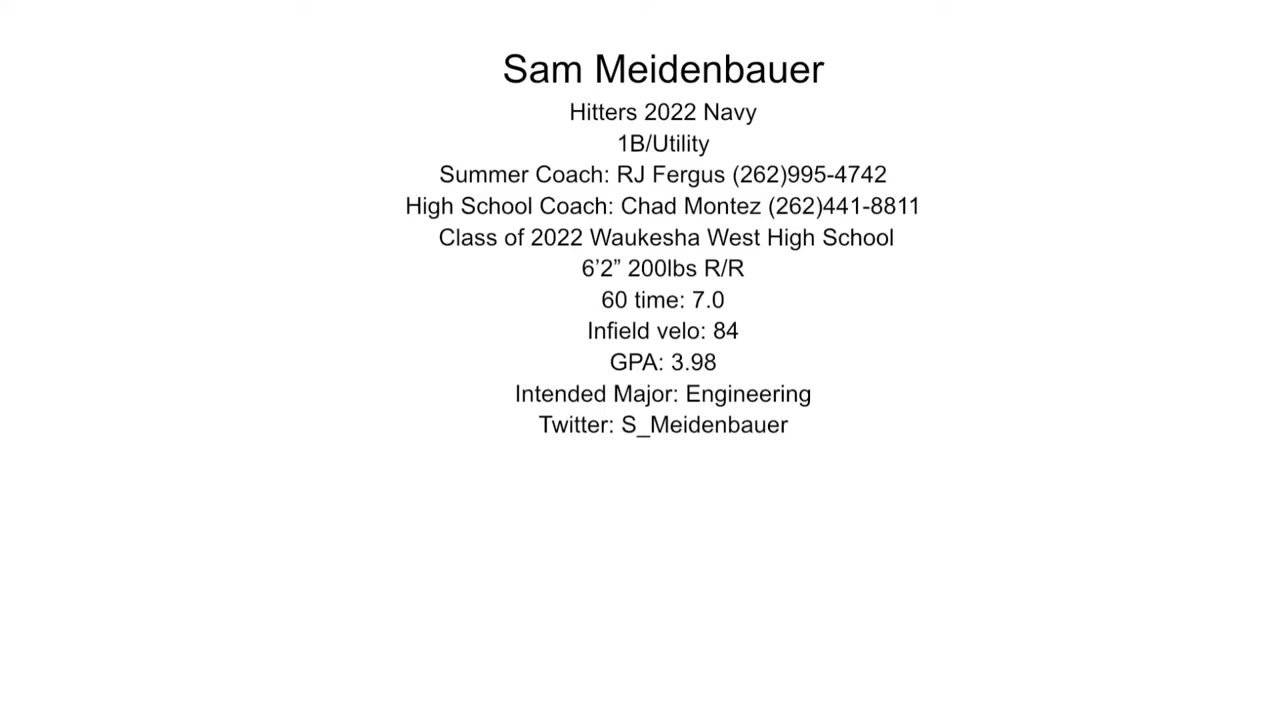 Sam Meidenbauer
Hitters 2022 Navy
1B/Utility
Summer Coach: RJ Fergus (262)995-4742
High School Coach: Chad Montez (262)441-8811
Class of 2022 Waukesha West High School
6’2” 200lbs R/R
60 time: 7.0
Infield velo: 84
GPA: 3.98
Intended Major: Engineering
Twitter: S_Meidenbauer